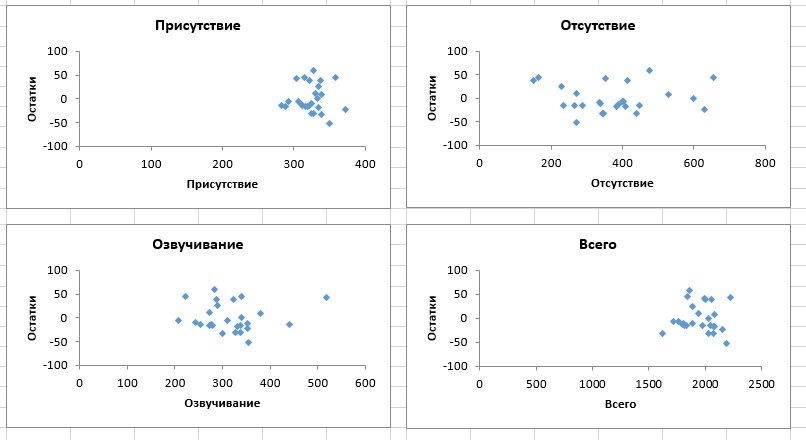 Присутствие
100
50
0
-50
-100
Остатки
0 100 200 300 400
Присутствие
Отсутствие
100
50
0
-50
-100
Остатки
0 200 400 600 800
Отсутствие
Озвучивание
100
50
0
-50
-100
Остатки
0 100 200 300 400 500 600
Озвучивание
Всего
100
50
0
-50
-100
Остатки
0 500 1000 1500 2000 2500
Всего